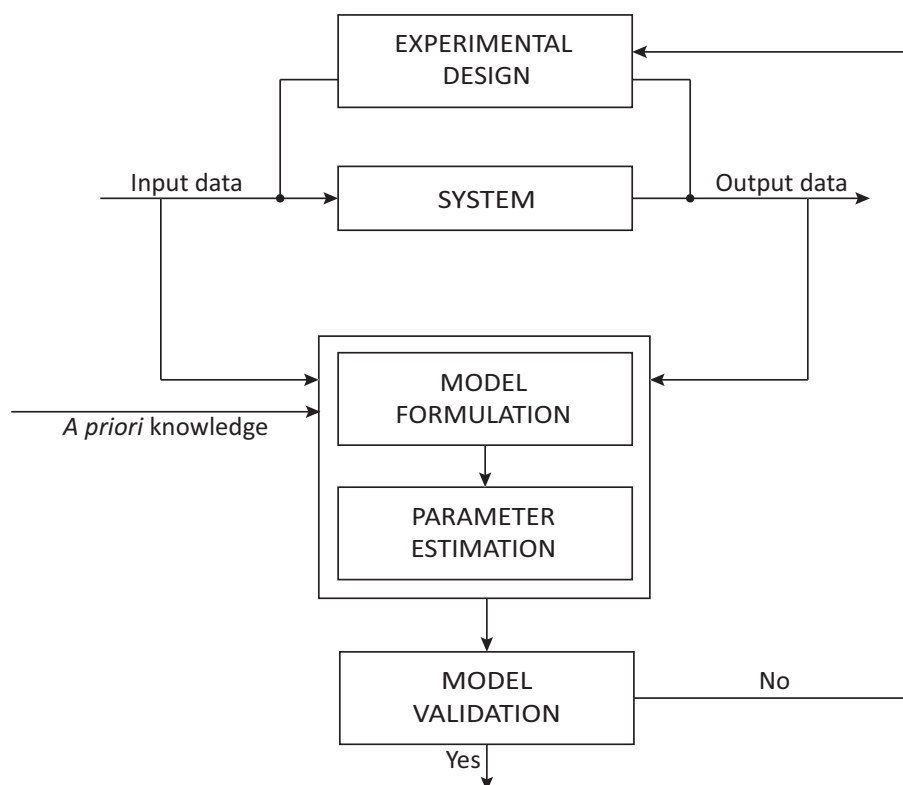 EXPERIMENTAL
DESIGN
Input data
SYSTEM
Output data
MODEL
FORMULATION
A priori knowledge
PARAMETER
ESTIMATION
MODEL
VALIDATION
No
Yes